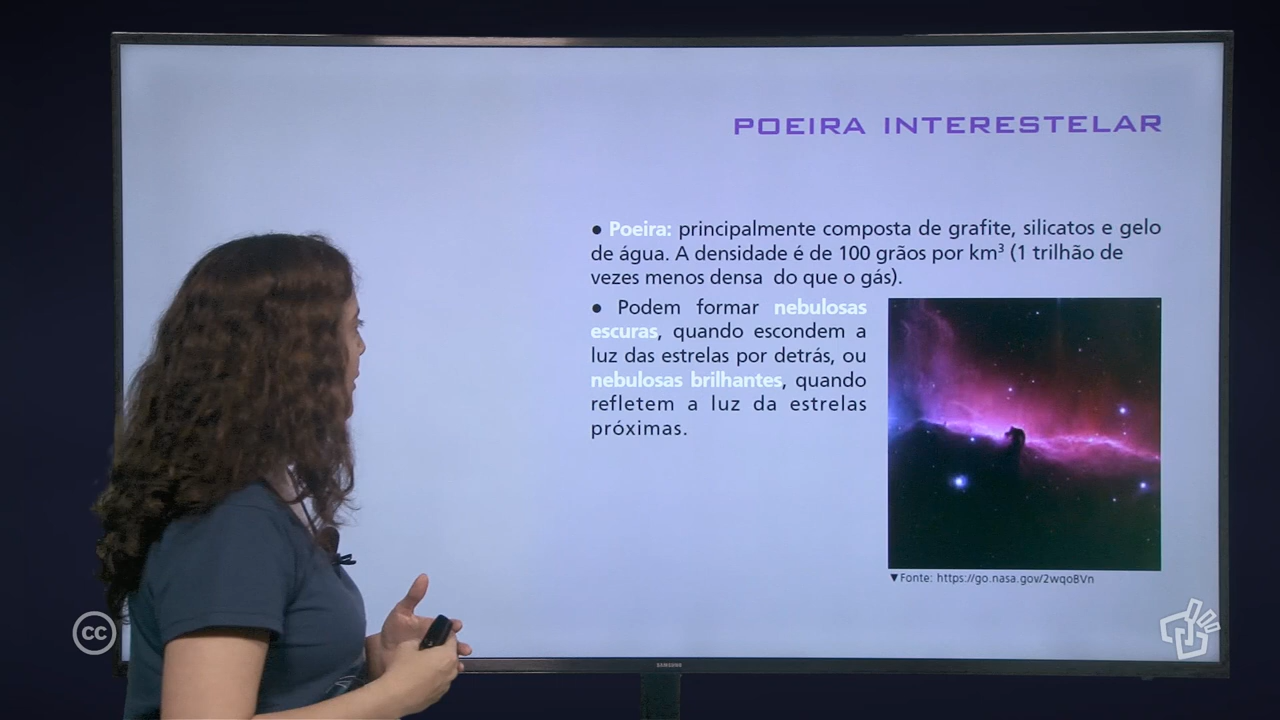 POEIRA INTERESTELAR
● Poeira: principalmente composta de grafite, silicatos e gelo
de água. A densidade é de 100 grãos por km³ (1 trilhão de
vezes menos densa do que o gás).
● Podem formar nebulosas
escuras, quando escondem a
luz das estrelas por detrás, ou
nebulosas brilhantes, quando
refletem a luz da estrelas
próximas.
▼Fonte: https://go.nasa.gov/2wqoBVn
SAMSUNG
cc